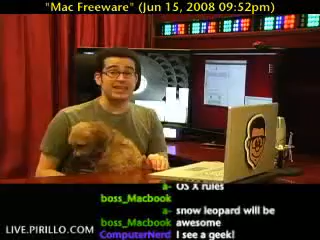 "Mac Freeware" (Jun 15, 2008 09:52pm)
a- OS X rules
boss_Macbook
a- snow leopard will be
boss_Macbook awesome
ComputerNerd I see a geek!
LIVE.PIRILLO.COM